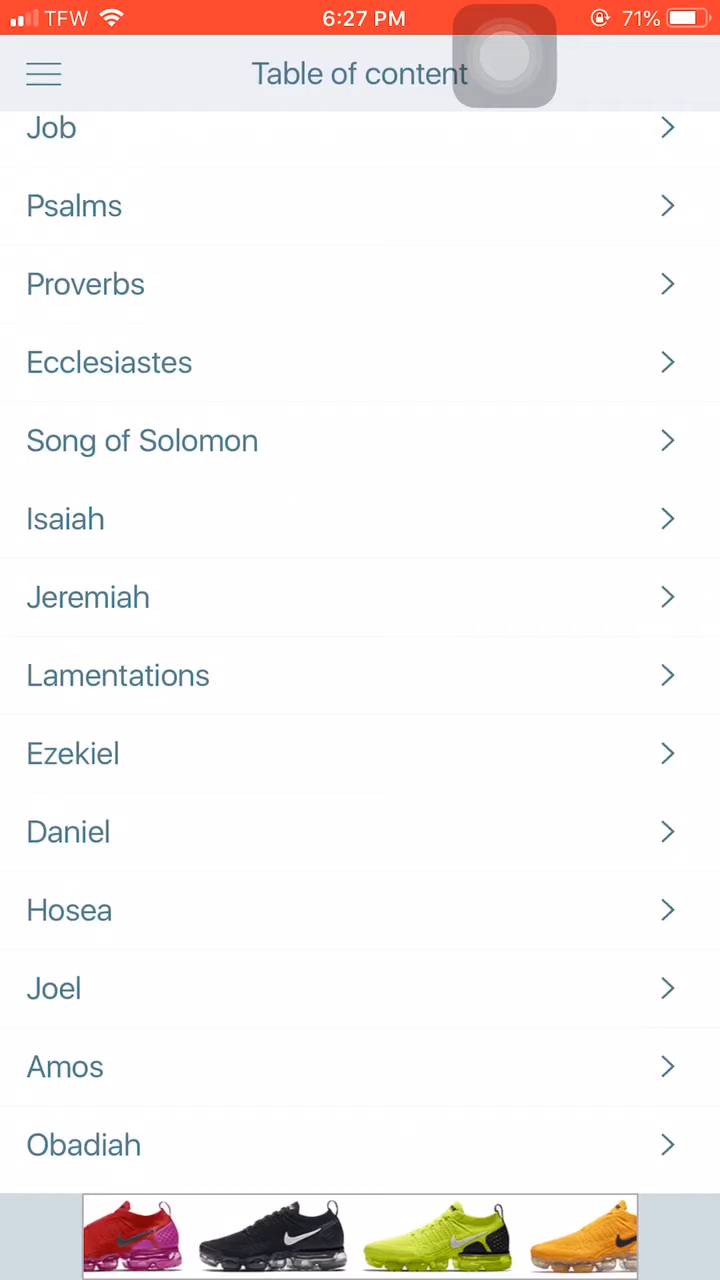 TFW 6:27 PM 71%
Table of content
Job
Psalms
Proverbs
Ecclesiastes
Song of Solomon
Isaiah
Jeremiah
Lamentations
Ezekiel
Daniel
Hosea
Joel
Amos
Obadiah